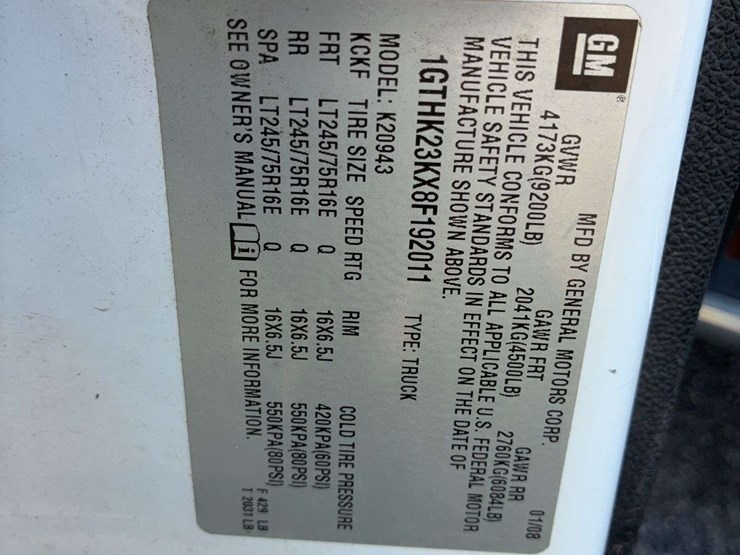 GM®
MFD BY GENERAL MOTORS CORP. 01/08
GVWR GAWR FRT GAWR RR
4173KG(9200LB) 2041KG(4500LB) 2760KG(6084LB)
THIS VEHICLE CONFORMS TO ALL APPLICABLE U.S. FEDERAL MOTOR
VEHICLE SAFETY STANDARDS IN EFFECT ON THE DATE OF
MANUFACTURE SHOWN ABOVE.
1GTHK23KX8F192011 TYPE: TRUCK
MODEL: K20943
KCKF TIRE SIZE SPEED RTG RIM COLD TIRE PRESSURE
FRT LT245/75R16E Q 16X6.5J 420KPA(60PSI)
RR LT245/75R16E Q 16X6.5J 550KPA(80PSI)
SPA LT245/75R16E Q 16X6.5J 550KPA(80PSI)
SEE OWNER'S MANUAL i FOR MORE INFORMATION.
F 429 LB
T 2031 LB